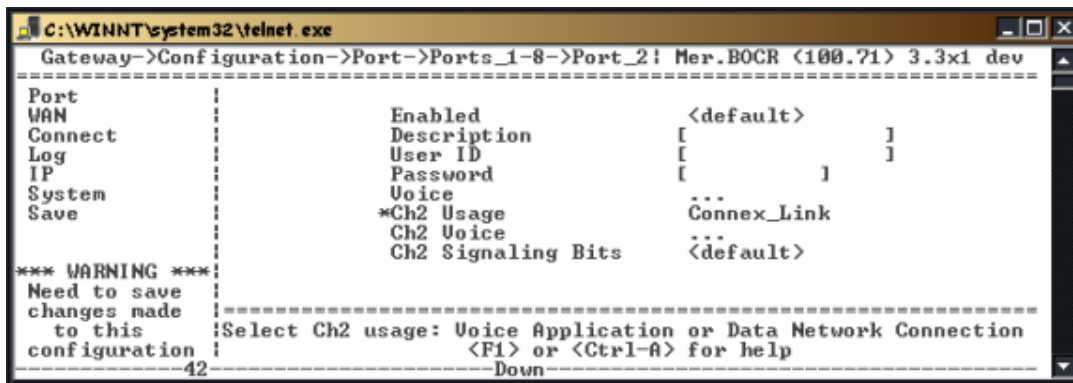 C:\WINNT\system32\telnet.exe
Gateway->Configuration->Port->Ports_1-8->Port_2¦ Mer.BOCR <100.71> 3.3x1 dev
================================================================================
Port ¦
WAN ¦ Enabled <default>
Connect ¦ Description [ ]
Log ¦ User ID [ ]
IP ¦ Password [ ]
System ¦ Voice ...
Save ¦ *Ch2 Usage Connex_Link
¦ Ch2 Voice ...
¦ Ch2 Signaling Bits <default>
*** WARNING ***¦
Need to save ¦
changes made ¦================================================================
to this ¦Select Ch2 usage: Voice Application or Data Network Connection
configuration ¦ <F1> or <Ctrl-A> for help
-------------42----------------------Down---------------------------------------